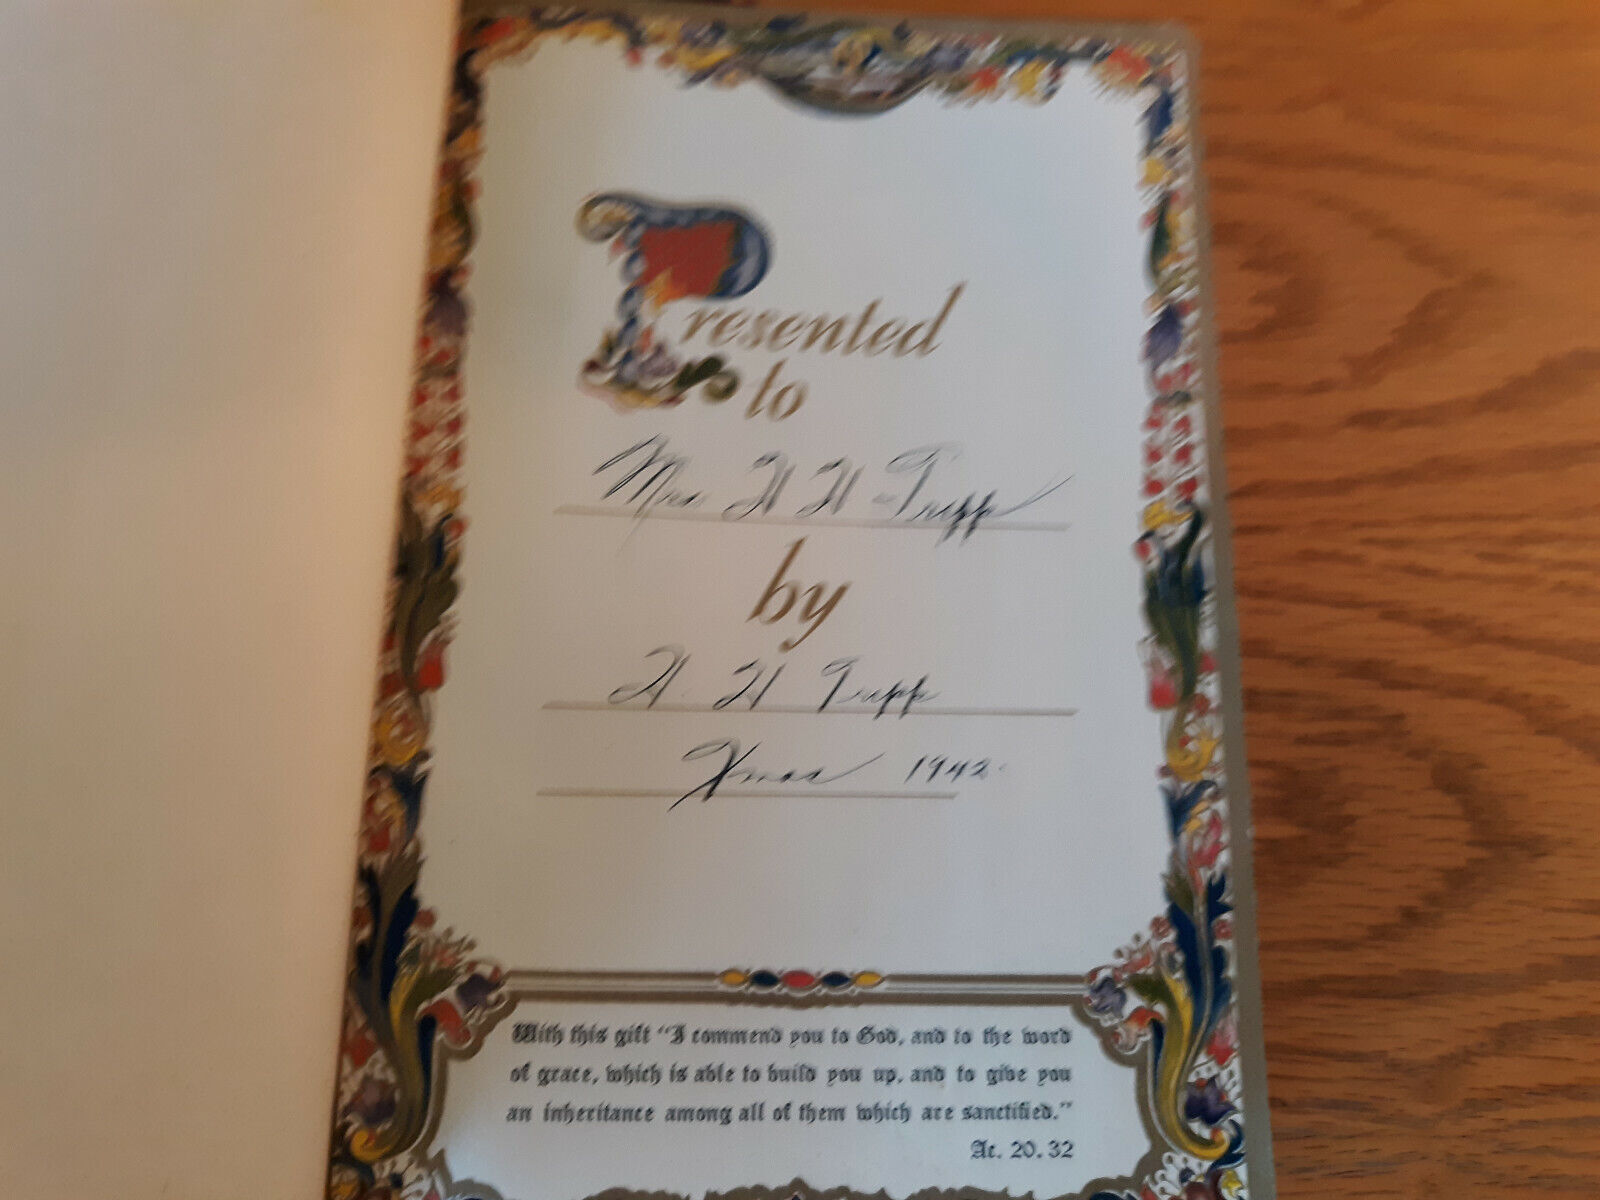 Presented
to
Mrs H H Tripp
by
H. H Tripp
Xmas 1942.
With this gift "I commend you to God, and to the word
of grace, which is able to build you up, and to give you
an inheritance among all of them which are sanctified."
Ac. 20.32